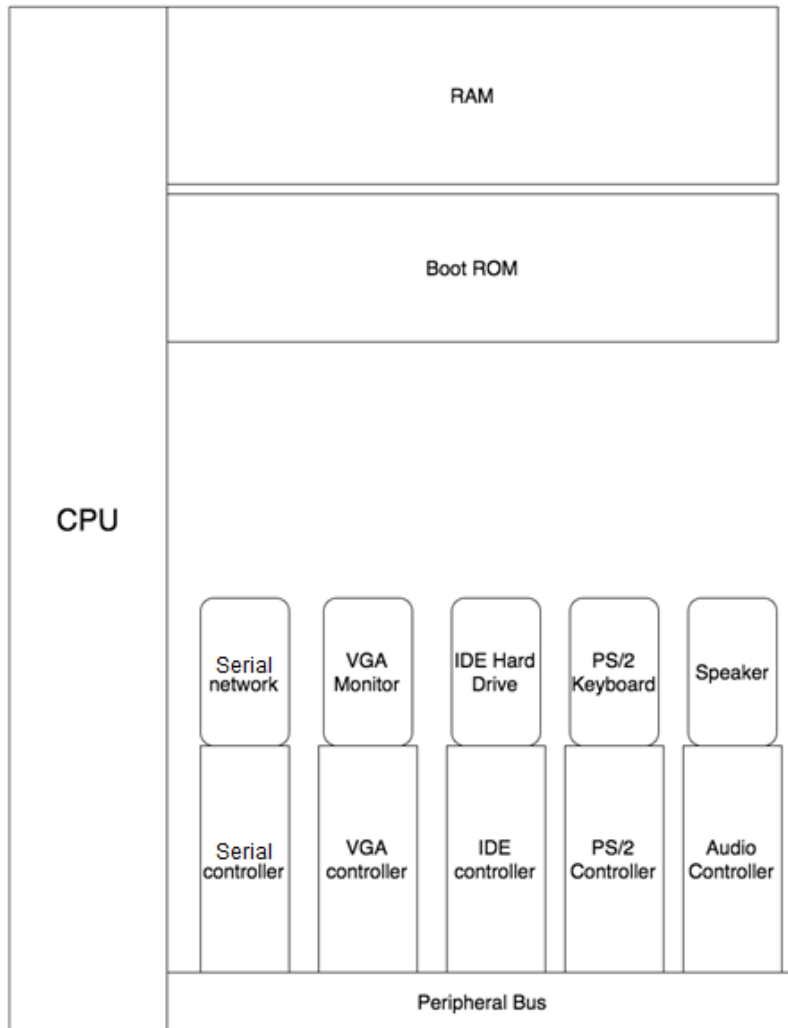 RAM
Boot ROM
CPU
Serial
network
VGA
Monitor
IDE Hard
Drive
PS/2
Keyboard
Speaker
Serial
controller
VGA
controller
IDE
controller
PS/2
Controller
Audio
Controller
Peripheral Bus